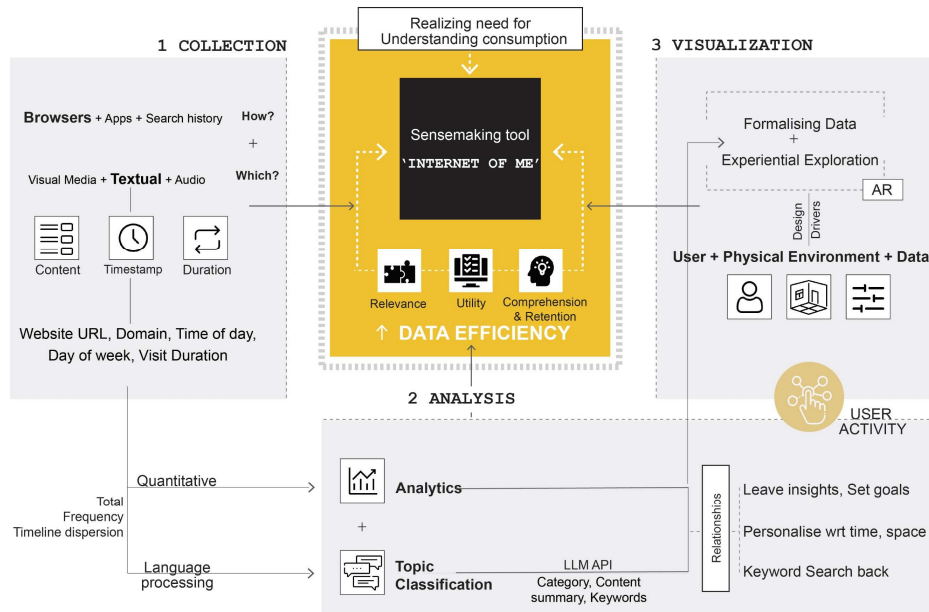 Realizing need for
Understanding consumption
1 COLLECTION
Browsers + Apps + Search history
How?
+
Which?
Visual Media + Textual + Audio
Content
Timestamp
Duration
Website URL, Domain, Time of day,
Day of week, Visit Duration
Sensemaking tool
‘INTERNET OF ME’
Relevance
Utility
Comprehension
& Retention
↑ DATA EFFICIENCY
3 VISUALIZATION
Formalising Data
+
Experiential Exploration
AR
Design
Drivers
User + Physical Environment + Data
USER
ACTIVITY
2 ANALYSIS
Quantitative
Total
Frequency
Timeline dispersion
Language
processing
Analytics
+
Topic
Classification
LLM API
Category, Content
summary, Keywords
Relationships
Leave insights, Set goals
Personalise wrt time, space
Keyword Search back